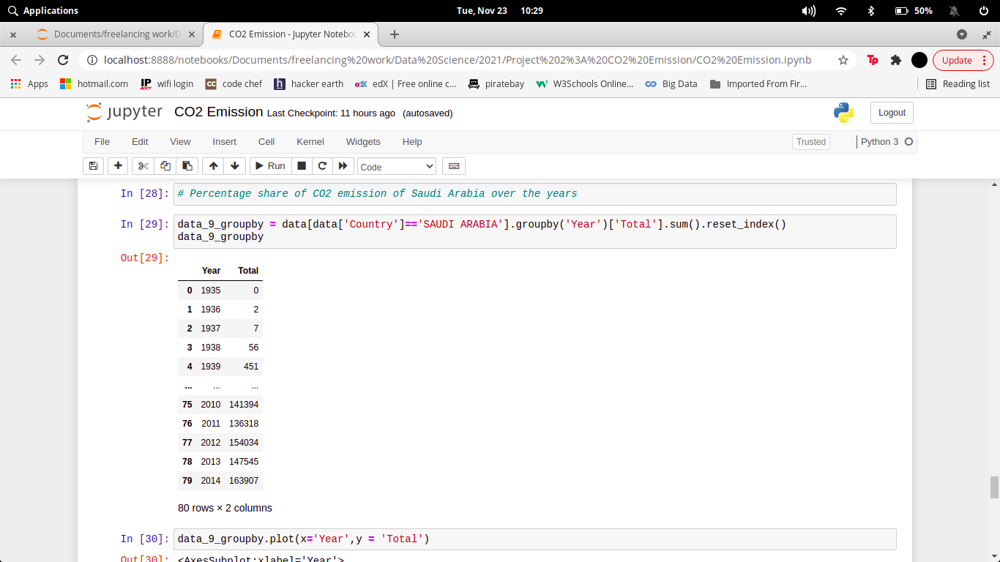 Applications Tue, Nov 23 10:29 50%
Documents/freelancing work/D CO2 Emission - Jupyter Noteboo
localhost:8888/notebooks/Documents/freelancing%20work/Data%20Science/2021/Project%202%3A%20CO2%20Emission/CO2%20Emission.ipynb Tp Update
Apps hotmail.com IP ACCT wifi login cc code chef h hacker earth edX edX | Free online c... piratebay W3Schools Online... Big Data Imported From Fir... Reading list
jupyter CO2 Emission Last Checkpoint: 11 hours ago (autosaved) Logout
File Edit View Insert Cell Kernel Widgets Help Trusted Python 3
Run Code
In [28]: # Percentage share of CO2 emission of Saudi Arabia over the years
In [29]: data_9_groupby = data[data['Country']=='SAUDI ARABIA'].groupby('Year')['Total'].sum().reset_index()
data_9_groupby
Out[29]:
Year Total
0 1935 0
1 1936 2
2 1937 7
3 1938 56
4 1939 451
... ... ...
75 2010 141394
76 2011 136318
77 2012 154034
78 2013 147545
79 2014 163907
80 rows × 2 columns
In [30]: data_9_groupby.plot(x='Year',y = 'Total')
Out[30]: <AxesSubplot:xlabel='Year'>